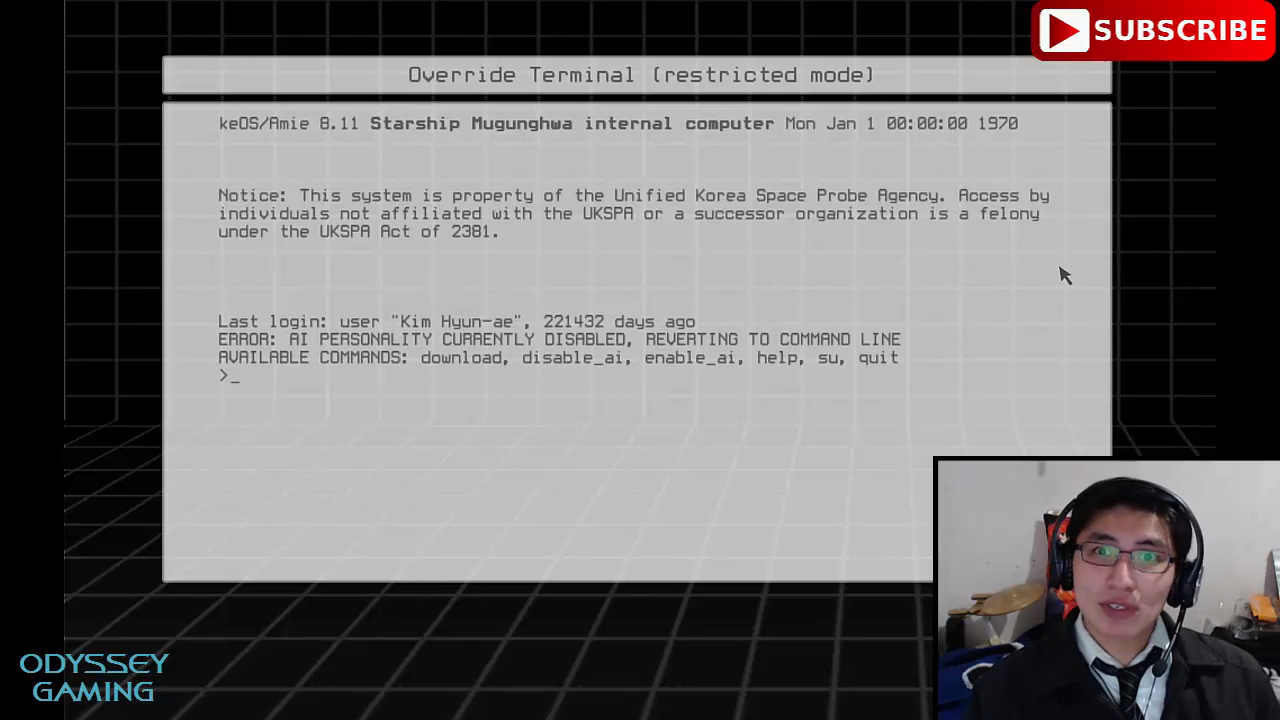 SUBSCRIBE
Override Terminal (restricted mode)
keOS/Amie 8.11 Starship Mugunghwa internal computer Mon Jan 1 00:00:00 1970
Notice: This system is property of the Unified Korea Space Probe Agency. Access by
individuals not affiliated with the UKSPA or a successor organization is a felony
under the UKSPA Act of 2381.
Last login: user "Kim Hyun-ae", 221432 days ago
ERROR: AI PERSONALITY CURRENTLY DISABLED, REVERTING TO COMMAND LINE
AVAILABLE COMMANDS: download, disable_ai, enable_ai, help, su, quit
>_
ODYSSEY
GAMING